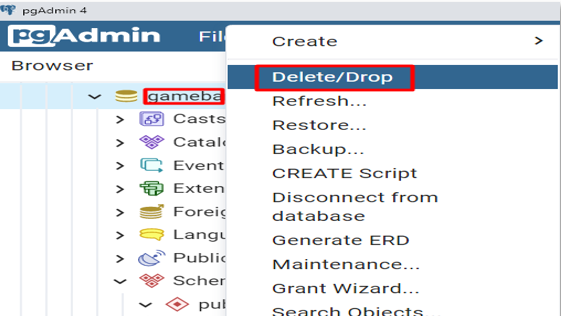 pgAdmin 4
pgAdmin
Fil
Browser
gameba
Casts
Catal
Event
Exten
Foreig
Langu
Public
Schem
pub
Create
Delete/Drop
Refresh...
Restore...
Backup...
CREATE Script
Disconnect from
database
Generate ERD
Maintenance...
Grant Wizard...
Search Objects...